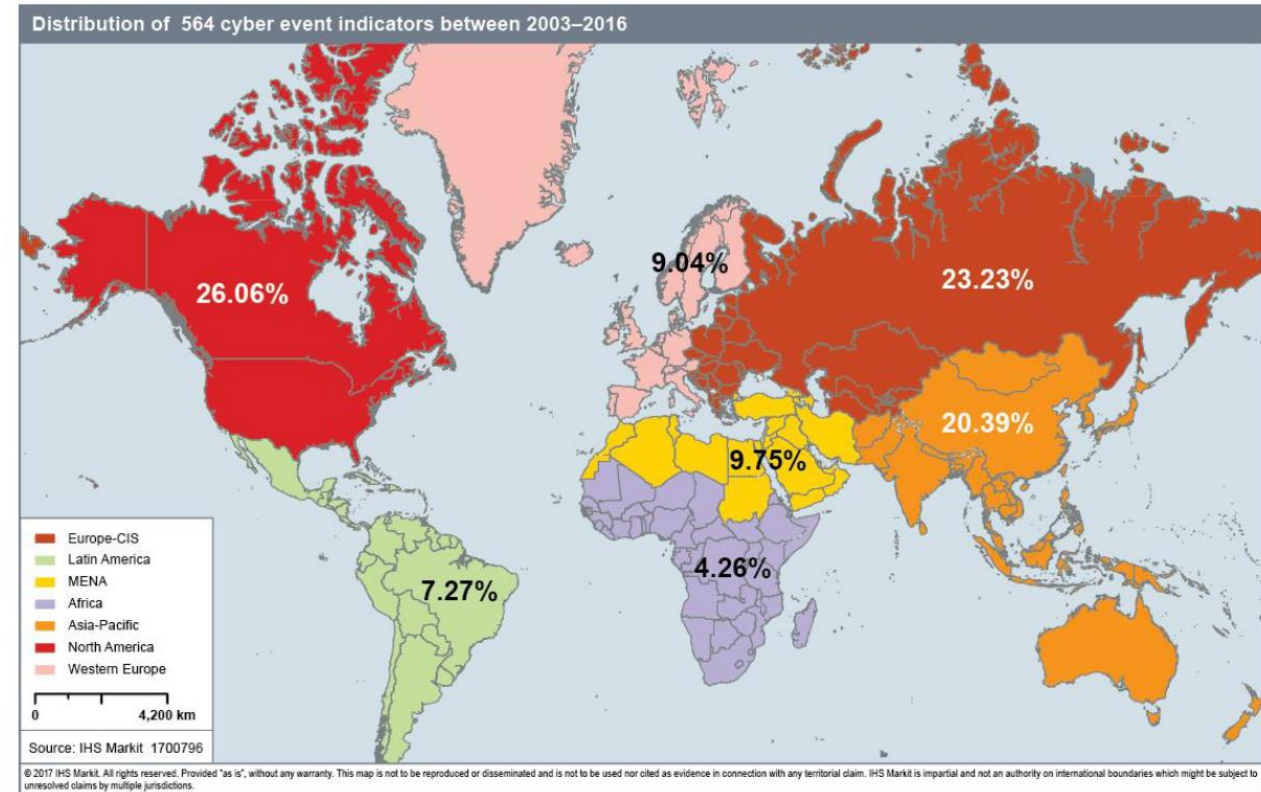 Distribution of 564 cyber event indicators between 2003–2016
9.04%
26.06%
23.23%
20.39%
9.75%
4.26%
7.27%
Europe-CIS
Latin America
MENA
Africa
Asia-Pacific
North America
Western Europe
0 4,200 km
Source: IHS Markit 1700796
© 2017 IHS Markit. All rights reserved. Provided "as is", without any warranty. This map is not to be reproduced or disseminated and is not to be used nor cited as evidence in connection with any territorial claim. IHS Markit is impartial and not an authority on international boundaries which might be subject to
unresolved claims by multiple jurisdictions.